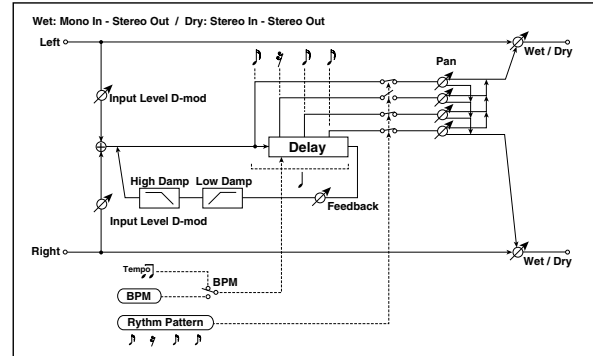 Wet: Mono In - Stereo Out / Dry: Stereo In - Stereo Out
Left
Wet / Dry
Pan
Input Level D-mod
Delay
High Damp
Low Damp
Feedback
Input Level D-mod
Right
Wet / Dry
Tempo
BPM
BPM
Rythm Pattern